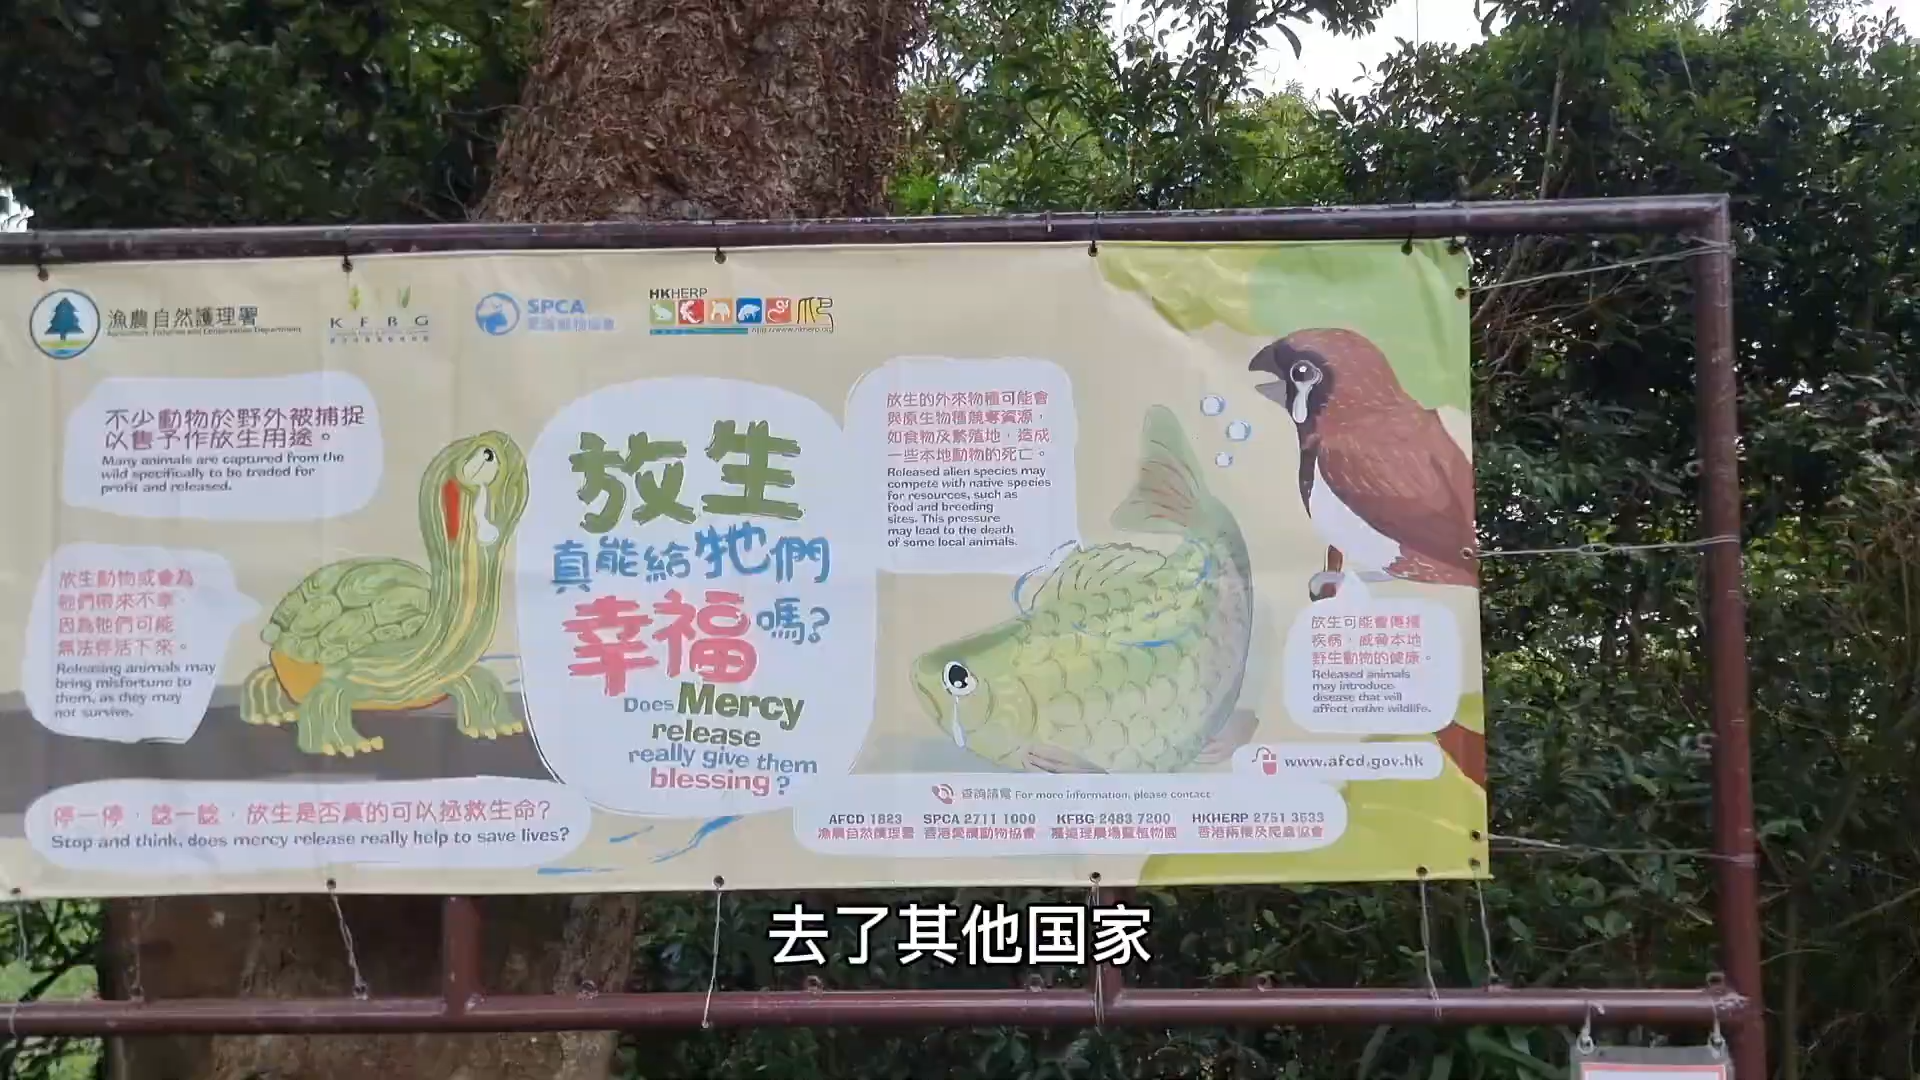 漁農自然護理署
Agriculture, Fisheries and Conservation Department
KFBG
SPCA
HKHERP
不少動物於野外被捕捉
以售予作放生用途。
Many animals are captured from the
wild specifically to be traded for
profit and released.
放生動物或會為
牠們帶來不幸，
因為牠們可能
無法存活下來。
Releasing animals may
bring misfortune to
them, as they may
not survive.
放生
真能給牠們
幸福嗎?
Does Mercy
release
really give them
blessing?
放生的外來物種可能會
與原生物種競爭資源，
如食物及繁殖地，造成
一些本地動物的死亡。
Released alien species may
compete with native species
for resources, such as
food and breeding
sites. This pressure
may lead to the death
of some local animals.
放生可能會傳播
疾病，威脅本地
野生動物的健康。
Released animals
may introduce
disease that will
affect native wildlife.
www.afcd.gov.hk
停一停，諗一諗，放生是否真的可以拯救生命?
Stop and think, does mercy release really help to save lives?
查詢請電 For more information, please contact
AFCD 1823 SPCA 2711 1000 KFBG 2483 7200 HKHERP 2751 3533
漁農自然護理署 香港愛護動物協會 嘉道理農場暨植物園 香港兩棲及爬蟲協會
去了其他国家